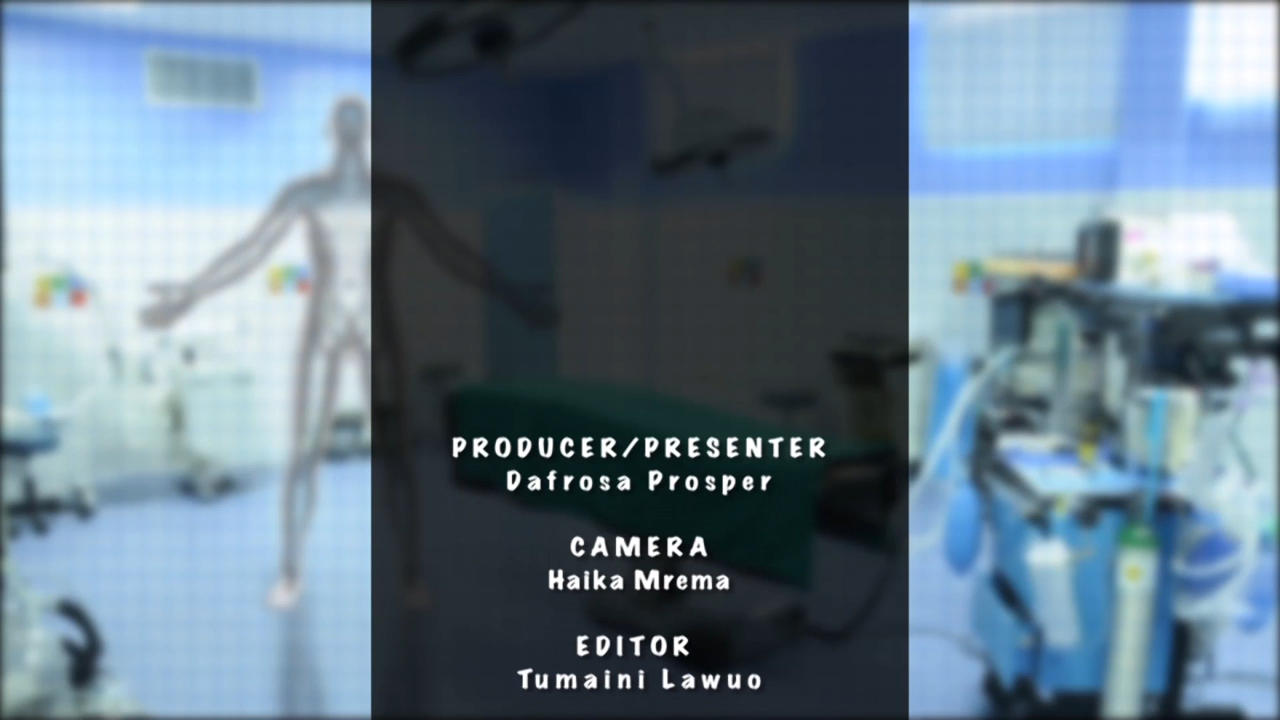 PRODUCER/PRESENTER
Dafrosa Prosper
CAMERA
Haika Mrema
EDITOR
Tumaini Lawuo